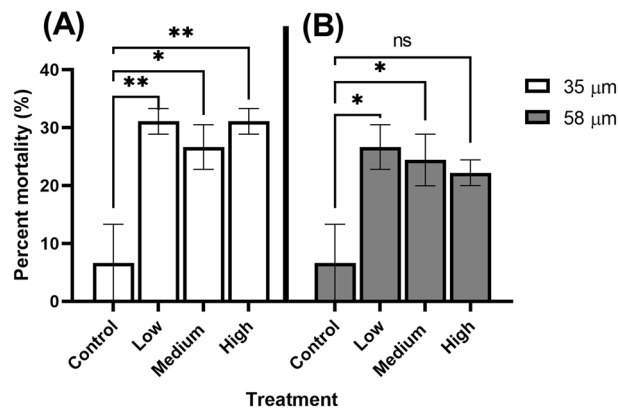 (A)
(B)
**
*
**
ns
*
*
35 μm
58 μm
Percent mortality (%)
40
30
20
10
0
Control
Low
Medium
High
Control
Low
Medium
High
Treatment